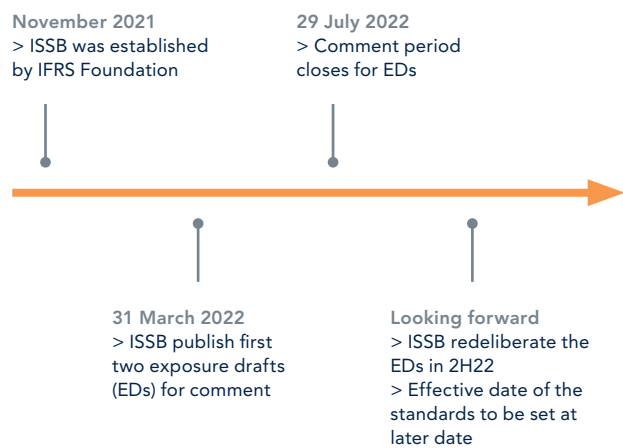 November 2021
> ISSB was established
by IFRS Foundation
29 July 2022
> Comment period
closes for EDs
31 March 2022
> ISSB publish first
two exposure drafts
(EDs) for comment
Looking forward
> ISSB redeliberate the
EDs in 2H22
> Effective date of the
standards to be set at
later date